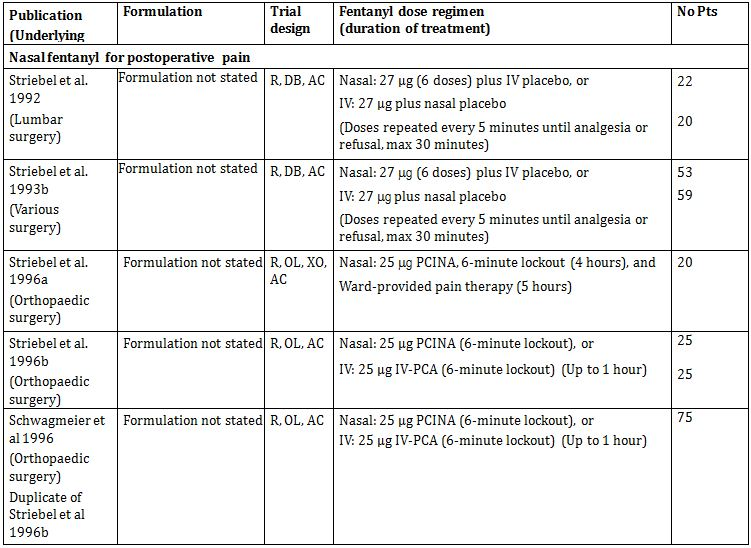 Publication
(Underlying
Formulation
Trial
design
Fentanyl dose regimen
(duration of treatment)
No Pts
Nasal fentanyl for postoperative pain
Striebel et al.
1992
(Lumbar
surgery)
Formulation not stated
R, DB, AC
Nasal: 27 µg (6 doses) plus IV placebo, or
IV: 27 µg plus nasal placebo
(Doses repeated every 5 minutes until analgesia or
refusal, max 30 minutes)
22
20
Striebel et al.
1993b
(Various
surgery)
Formulation not stated
R, DB, AC
Nasal: 27 µg (6 doses) plus IV placebo, or
IV: 27 µg plus nasal placebo
(Doses repeated every 5 minutes until analgesia or
refusal, max 30 minutes)
53
59
Striebel et al.
1996a
(Orthopaedic
surgery)
Formulation not stated
R, OL, XO,
AC
Nasal: 25 µg PCINA, 6-minute lockout (4 hours), and
Ward-provided pain therapy (5 hours)
20
Striebel et al.
1996b
(Orthopaedic
surgery)
Formulation not stated
R, OL, AC
Nasal: 25 µg PCINA (6-minute lockout), or
IV: 25 µg IV-PCA (6-minute lockout) (Up to 1 hour)
25
25
Schwagmeier et
al 1996
(Orthopaedic
surgery)
Duplicate of
Striebel et al
1996b
Formulation not stated
R, OL, AC
Nasal: 25 µg PCINA (6-minute lockout), or
IV: 25 µg IV-PCA (6-minute lockout) (Up to 1 hour)
75